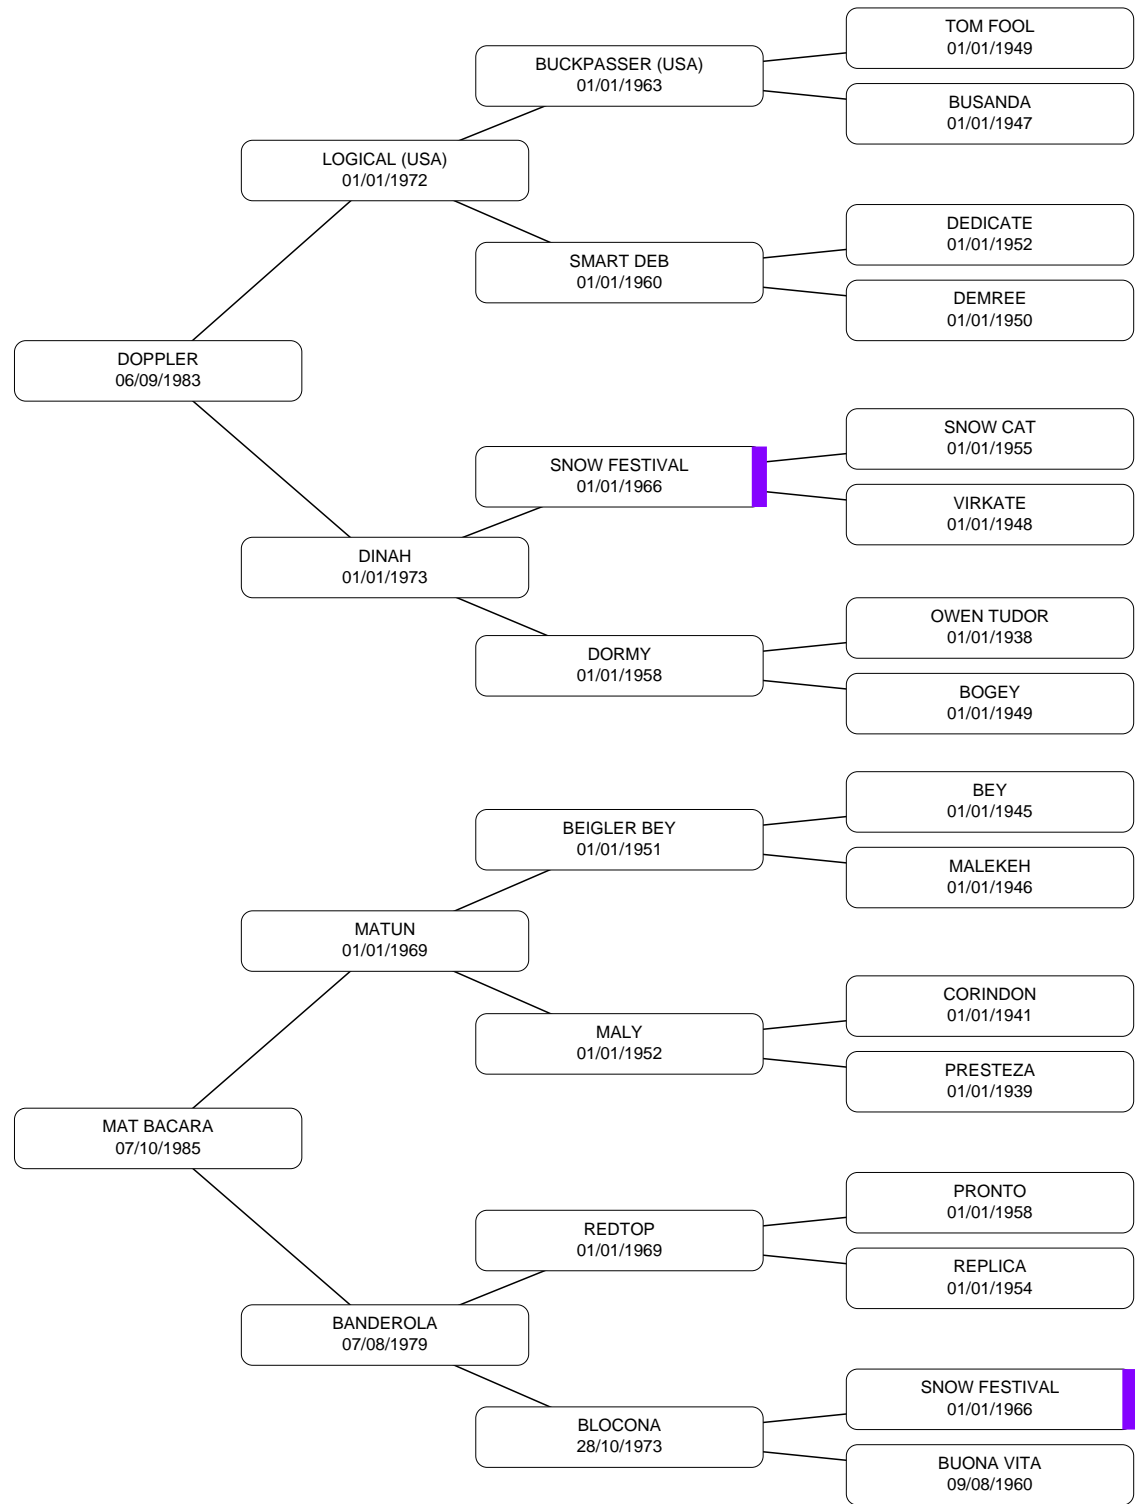 TOM FOOL
01/01/1949
BUCKPASSER (USA)
01/01/1963
BUSANDA
01/01/1947
LOGICAL (USA)
01/01/1972
DEDICATE
01/01/1952
SMART DEB
01/01/1960
DEMREE
01/01/1950
DOPPLER
06/09/1983
SNOW CAT
01/01/1955
SNOW FESTIVAL
01/01/1966
VIRKATE
01/01/1948
DINAH
01/01/1973
OWEN TUDOR
01/01/1938
DORMY
01/01/1958
BOGEY
01/01/1949
BEY
01/01/1945
BEIGLER BEY
01/01/1951
MALEKEH
01/01/1946
MATUN
01/01/1969
CORINDON
01/01/1941
MALY
01/01/1952
PRESTEZA
01/01/1939
MAT BACARA
07/10/1985
PRONTO
01/01/1958
REDTOP
01/01/1969
REPLICA
01/01/1954
BANDEROLA
07/08/1979
SNOW FESTIVAL
01/01/1966
BLOCONA
28/10/1973
BUONA VITA
09/08/1960